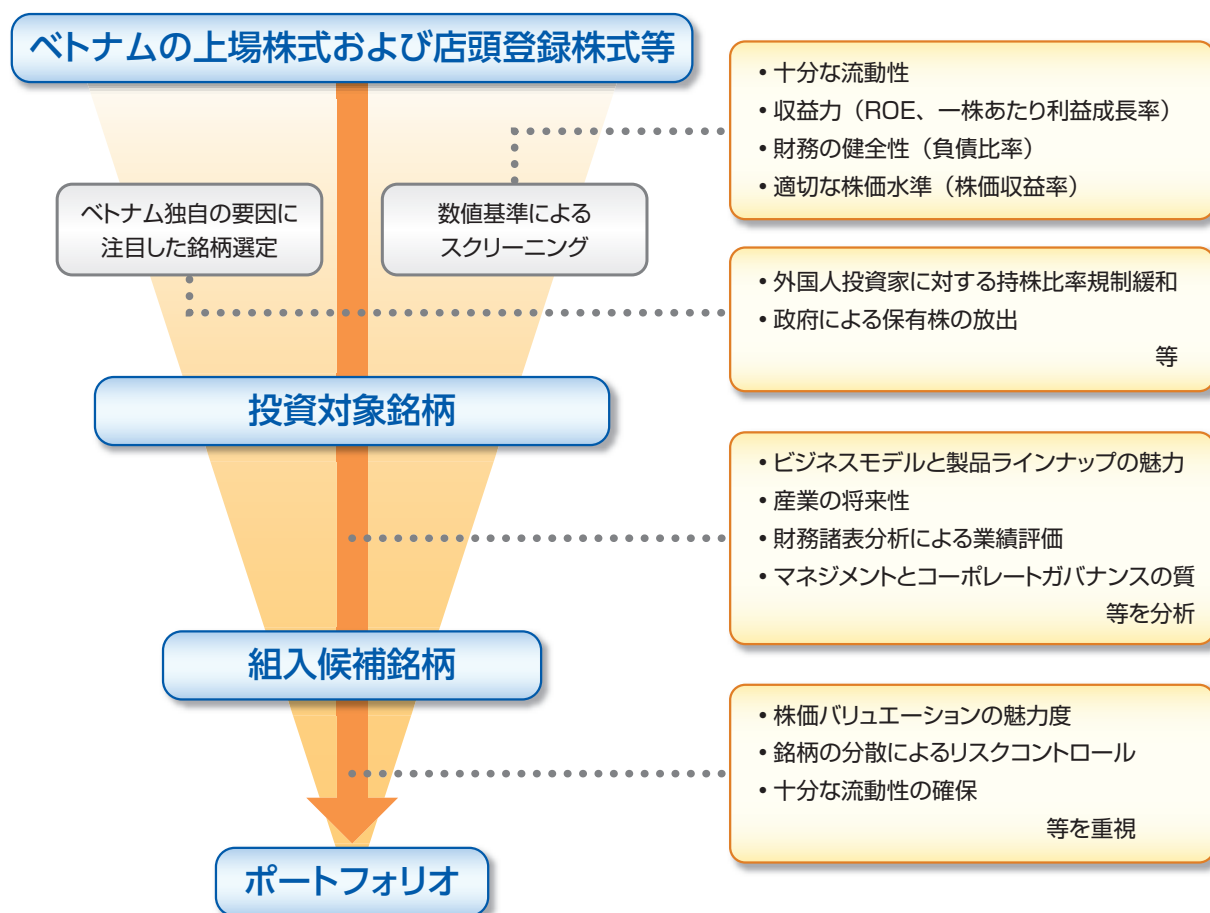 ベトナムの上場株式および店頭登録株式等
・十分な流動性
・収益力（ROE、一株あたり利益成長率）
・財務の健全性（負債比率）
・適切な株価水準（株価収益率）
ベトナム独自の要因に
注目した銘柄選定
数値基準による
スクリーニング
・外国人投資家に対する持株比率規制緩和
・政府による保有株の放出
等
投資対象銘柄
・ビジネスモデルと製品ラインナップの魅力
・産業の将来性
・財務諸表分析による業績評価
・マネジメントとコーポレートガバナンスの質
等を分析
組入候補銘柄
・株価バリュエーションの魅力度
・銘柄の分散によるリスクコントロール
・十分な流動性の確保
等を重視
ポートフォリオ